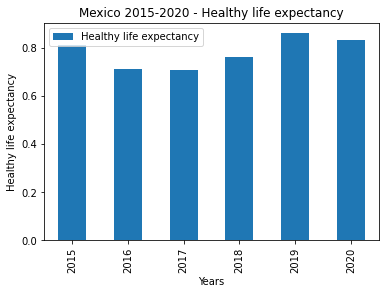 Mexico 2015-2020 - Healthy life expectancy
Healthy life expectancy
Healthy life expectancy
0.8
0.6
0.4
0.2
0.0
2015
2016
2017
2018
2019
2020
Years